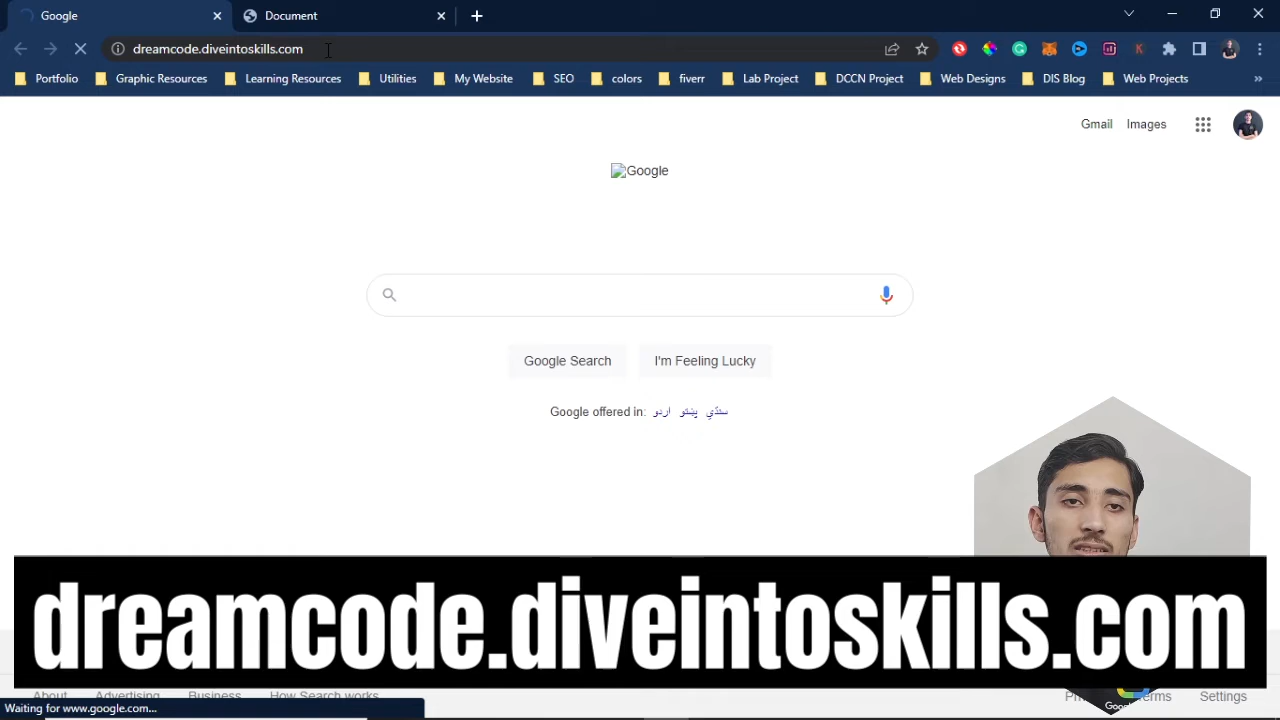 Google
Document
dreamcode.diveintoskills.com
Portfolio
Graphic Resources
Learning Resources
Utilities
My Website
SEO
colors
fiverr
Lab Project
DCCN Project
Web Designs
DIS Blog
Web Projects
Gmail
Images
Google
Google Search
I'm Feeling Lucky
Google offered in: اردو پښتو سنڌي
dreamcode.diveintoskills.com
About
Advertising
Business
How Search works
Settings
Waiting for www.google.com...